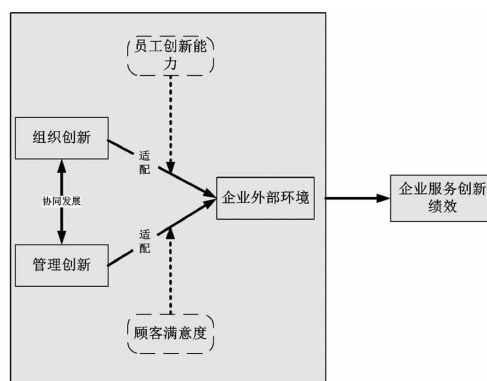 员工创新能
力
组织创新
适
配
协同发展
企业外部环境
企业服务创新
绩效
适
配
管理创新
顾客满意度